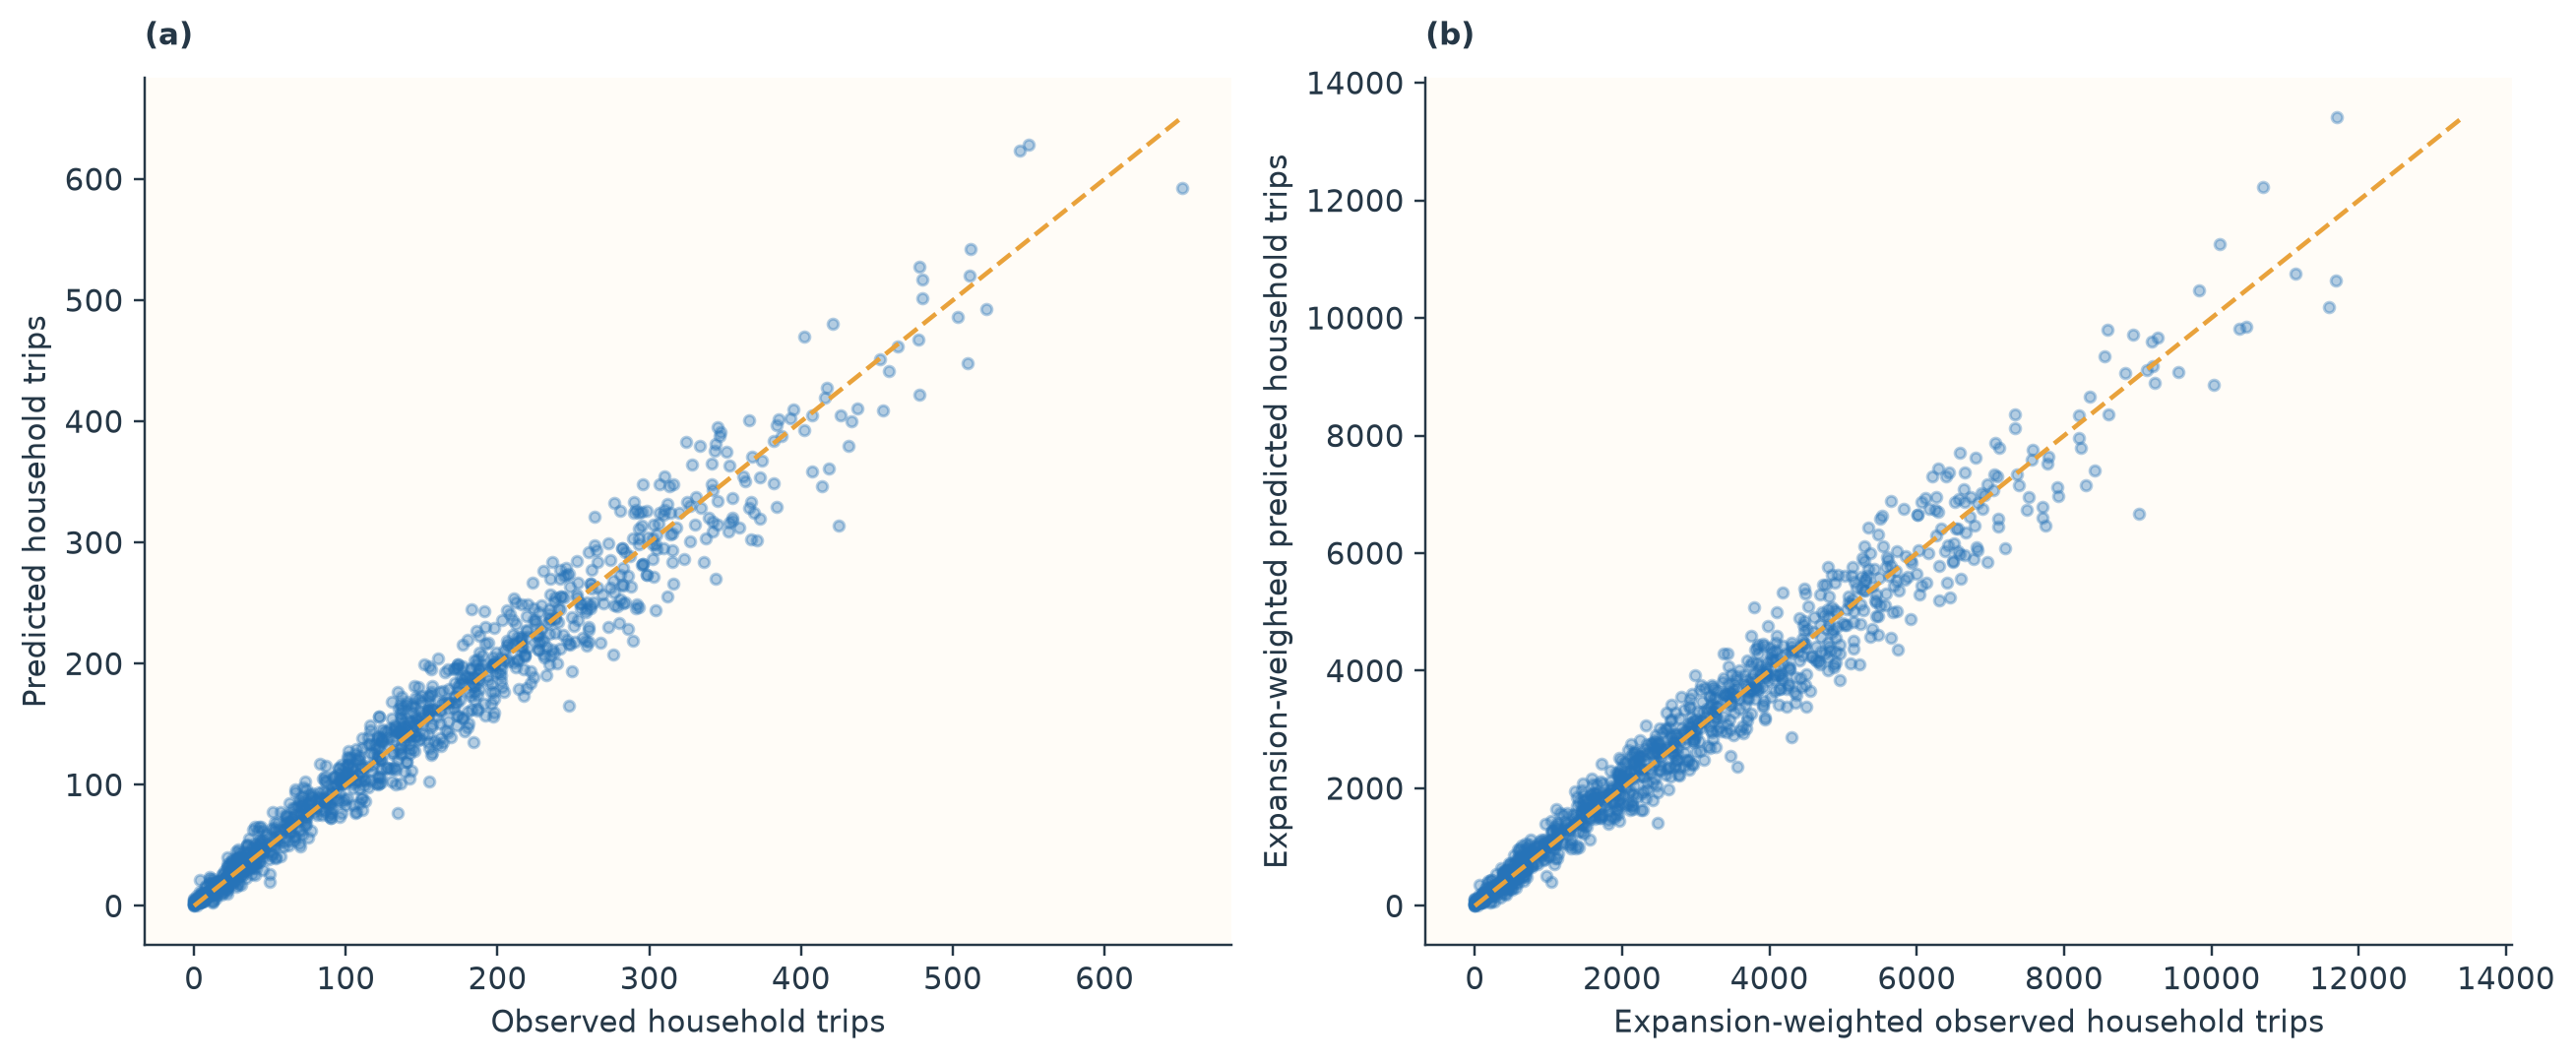 (a)
600
500
400
300
200
100
0
Predicted household trips
0 100 200 300 400 500 600
Observed household trips
(b)
14000
12000
10000
8000
6000
4000
2000
0
Expansion-weighted predicted household trips
0 2000 4000 6000 8000 10000 12000 14000
Expansion-weighted observed household trips